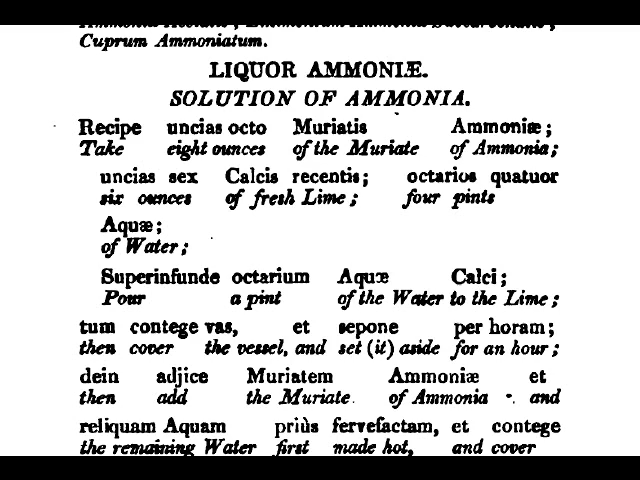 Cuprum Ammoniatum.
LIQUOR AMMONIÆ.
SOLUTION OF AMMONIA.
Recipe uncias octo Muriatis Ammoniæ;
Take eight ounces of the Muriate of Ammonia;
uncias sex Calcis recentis; octarios quatuor
six ounces of fresh Lime; four pints
Aquæ;
of Water;
Superinfunde octarium Aquæ Calci;
Pour a pint of the Water to the Lime;
tum contege vas, et sepone per horam;
then cover the vessel, and set (it) aside for an hour;
dein adjice Muriatem Ammoniæ et
then add the Muriate of Ammonia and
reliquam Aquam priùs fervefactam, et contege
the remaining Water first made hot, and cover